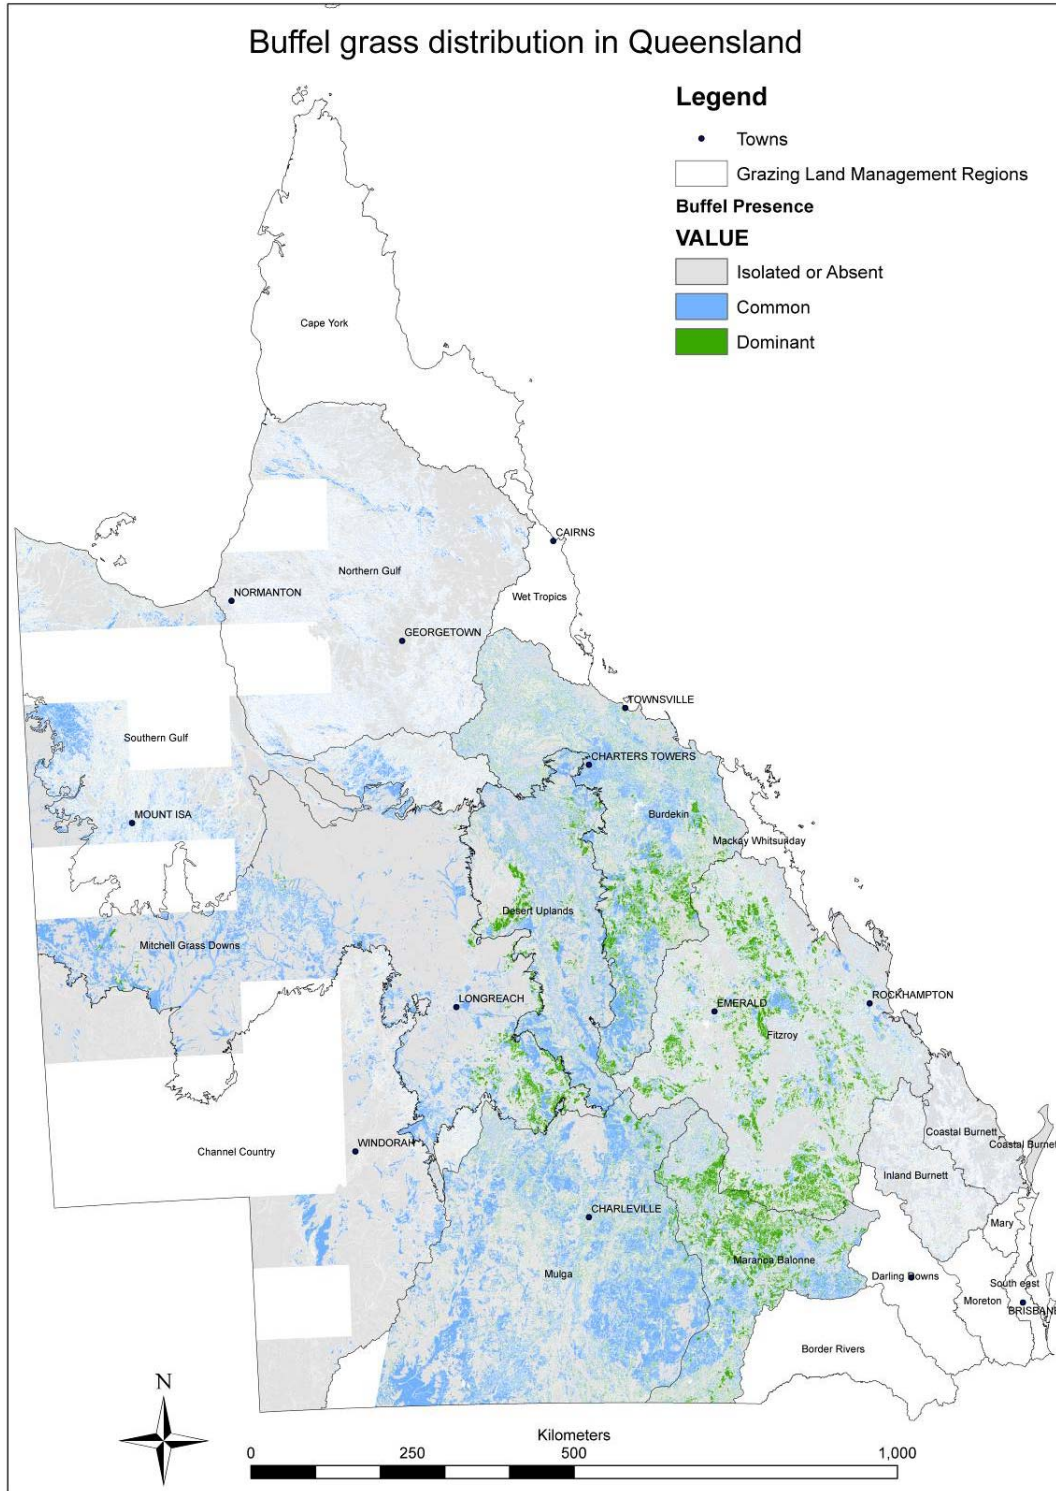 Buffel grass distribution in Queensland
Legend
Towns
Grazing Land Management Regions
Buffel Presence
VALUE
Isolated or Absent
Common
Dominant
Cape York
CAIRNS
Northern Gulf
NORMANTON
Wet Tropics
GEORGETOWN
TOWNSVILLE
Southern Gulf
CHARTERS TOWERS
MOUNT ISA
Burdekin
Mackay Whitsunday
Desert Uplands
Mitchell Grass Downs
LONGREACH
EMERALD
ROCKHAMPTON
Fitzroy
Coastal Burnett
Coastal Burnet
Channel Country
WINDORAH
Inland Burnett
CHARLEVILLE
Mary
Maranoa Balonne
Mulga
Darling Downs
South east
Moreton
BRISBANE
Border Rivers
N
Kilometers
0 250 500 1,000